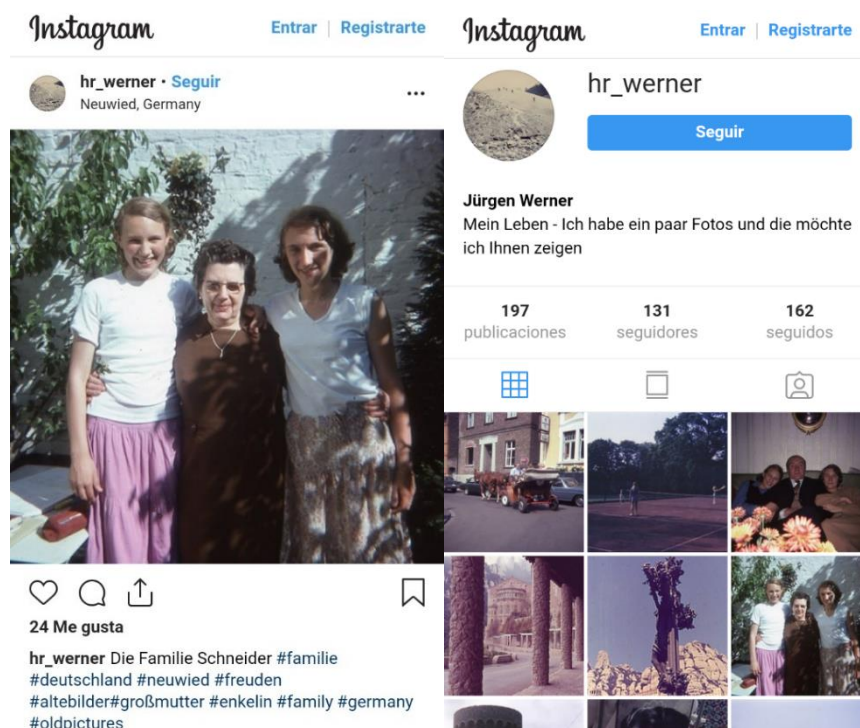 Instagram
Entrar | Registrarte
hr_werner • Seguir
Neuwied, Germany
24 Me gusta
hr_werner Die Familie Schneider #familie
#deutschland #neuwied #freuden
#altebilder#großmutter #enkelin #family #germany
#oldpictures
Instagram
Entrar | Registrarte
hr_werner
Seguir
Jürgen Werner
Mein Leben - Ich habe ein paar Fotos und die möchte
ich Ihnen zeigen
197
publicaciones
131
seguidores
162
seguidos